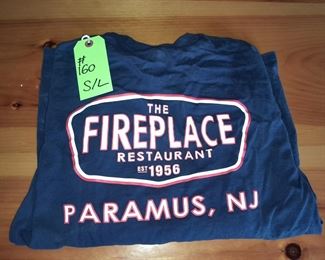 #
160
S/L
THE
FIREPLACE
RESTAURANT
EST 1956
PARAMUS, NJ